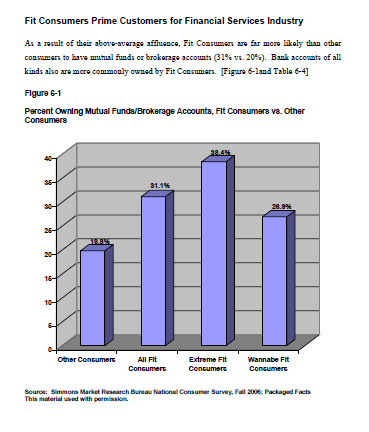 Fit Consumers Prime Customers for Financial Services Industry
As a result of their above-average affluence, Fit Consumers are far more likely than other
consumers to have mutual funds or brokerage accounts (31% vs. 20%). Bank accounts of all
kinds also are more commonly owned by Fit Consumers. [Figure 6-1and Table 6-4]
Figure 6-1
Percent Owning Mutual Funds/Brokerage Accounts, Fit Consumers vs. Other
Consumers
40
35
30
25
20
15
10
5
0
19.8%
31.1%
38.4%
26.9%
Other Consumers
All Fit
Consumers
Extreme Fit
Consumers
Wannabe Fit
Consumers
Source: Simmons Market Research Bureau National Consumer Survey, Fall 2006; Packaged Facts
This material used with permission.